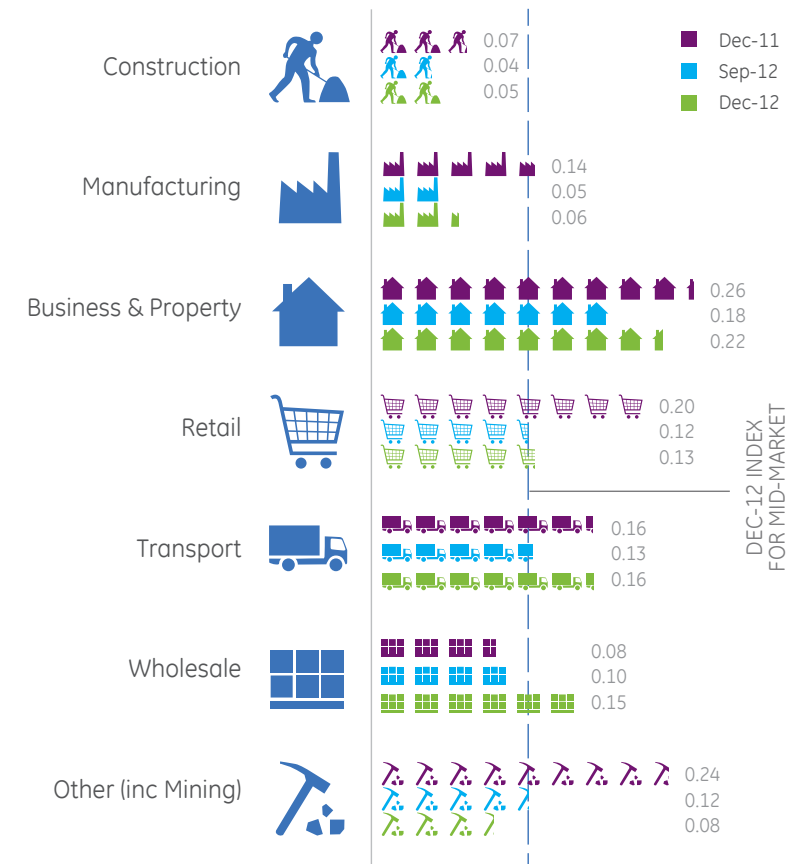 Dec-11
Sep-12
Dec-12
Construction
0.07
0.04
0.05
Manufacturing
0.14
0.05
0.06
Business & Property
0.26
0.18
0.22
Retail
0.20
0.12
0.13
DEC-12 INDEX
FOR MID-MARKET
Transport
0.16
0.13
0.16
Wholesale
0.08
0.10
0.15
Other (inc Mining)
0.24
0.12
0.08